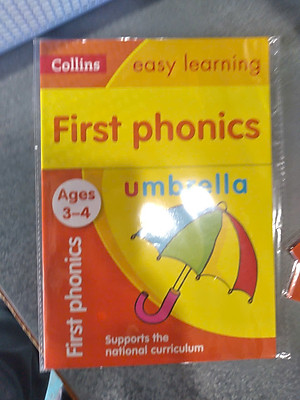 Collins
easy learning
First phonics
Ages
3–4
umbrella
First phonics
Supports the
national curriculum